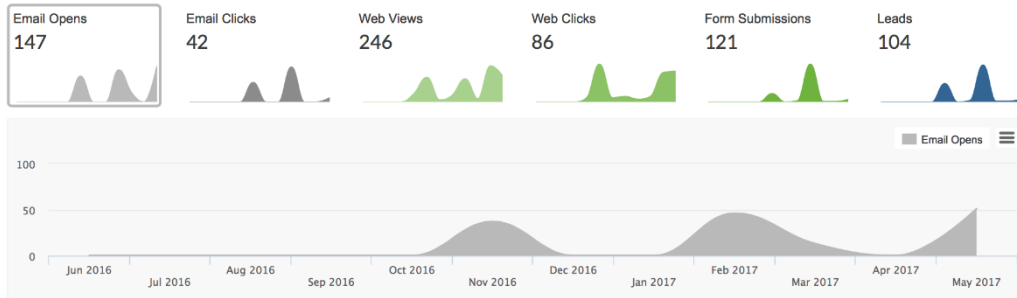 Email Opens
147
Email Clicks
42
Web Views
246
Web Clicks
86
Form Submissions
121
Leads
104
Email Opens
100
50
0
Jun 2016
Jul 2016
Aug 2016
Sep 2016
Oct 2016
Nov 2016
Dec 2016
Jan 2017
Feb 2017
Mar 2017
Apr 2017
May 2017